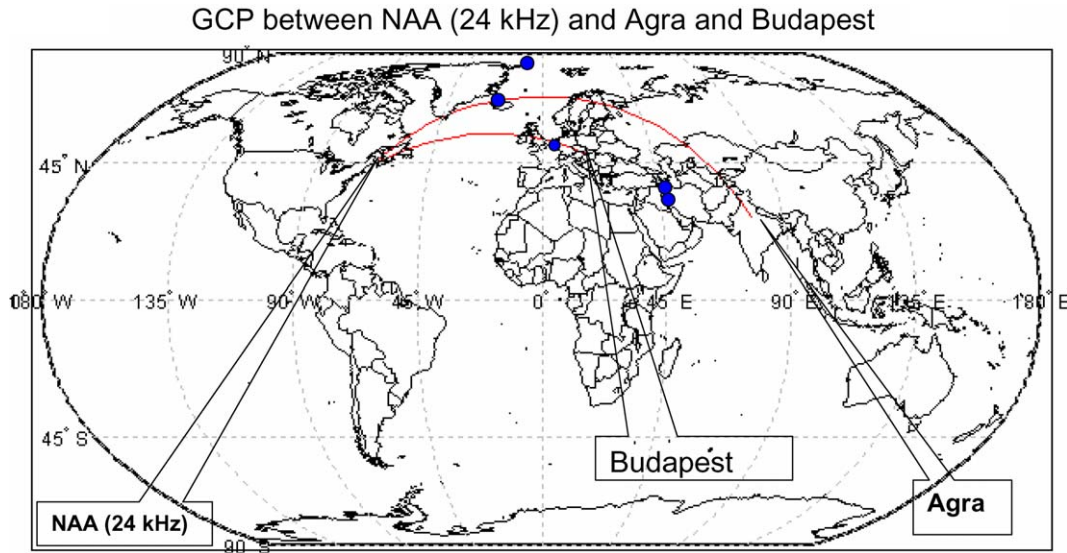 GCP between NAA (24 kHz) and Agra and Budapest
90° N
45° N
180° W 135° W 90° W 45° W 0° 45° E 90° E 135° E 180° E
45° S
Budapest
Agra
NAA (24 kHz)
90° S